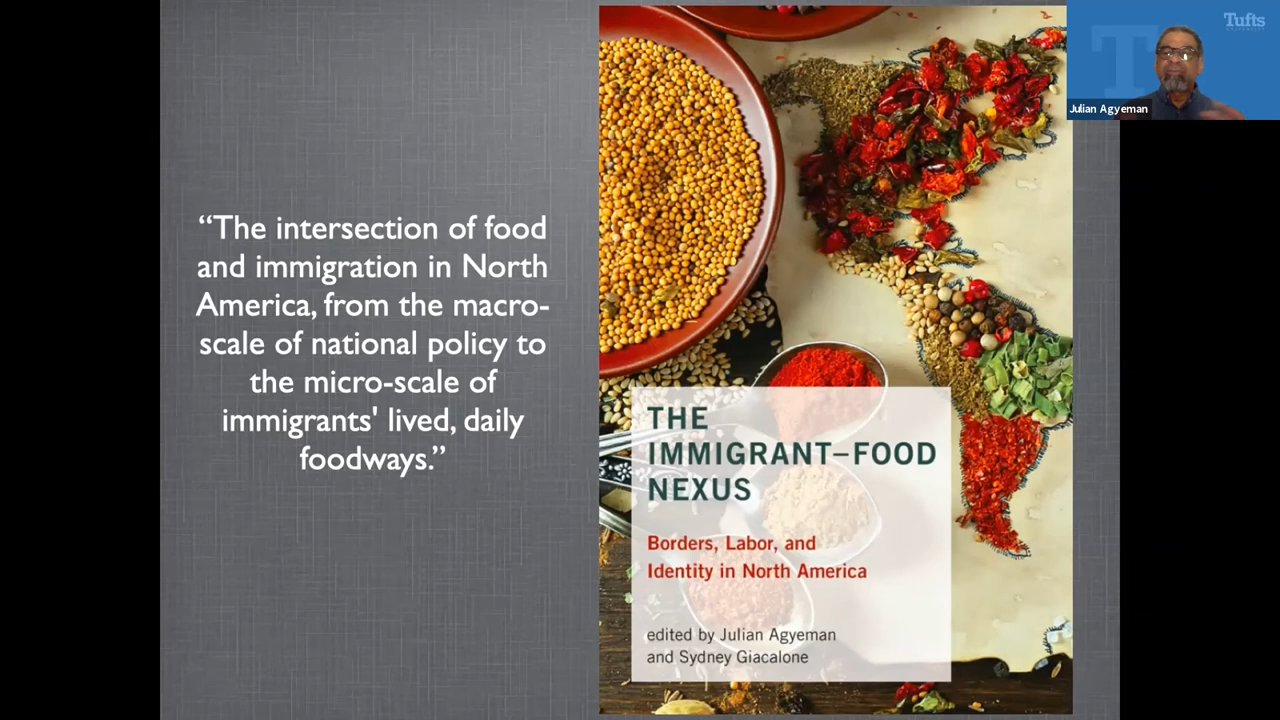 “The intersection of food
and immigration in North
America, from the macro-
scale of national policy to
the micro-scale of
immigrants' lived, daily
foodways.”
THE
IMMIGRANT–FOOD
NEXUS
Borders, Labor, and
Identity in North America
edited by Julian Agyeman
and Sydney Giacalone
Tufts
UNIVERSITY
T
Julian Agyeman